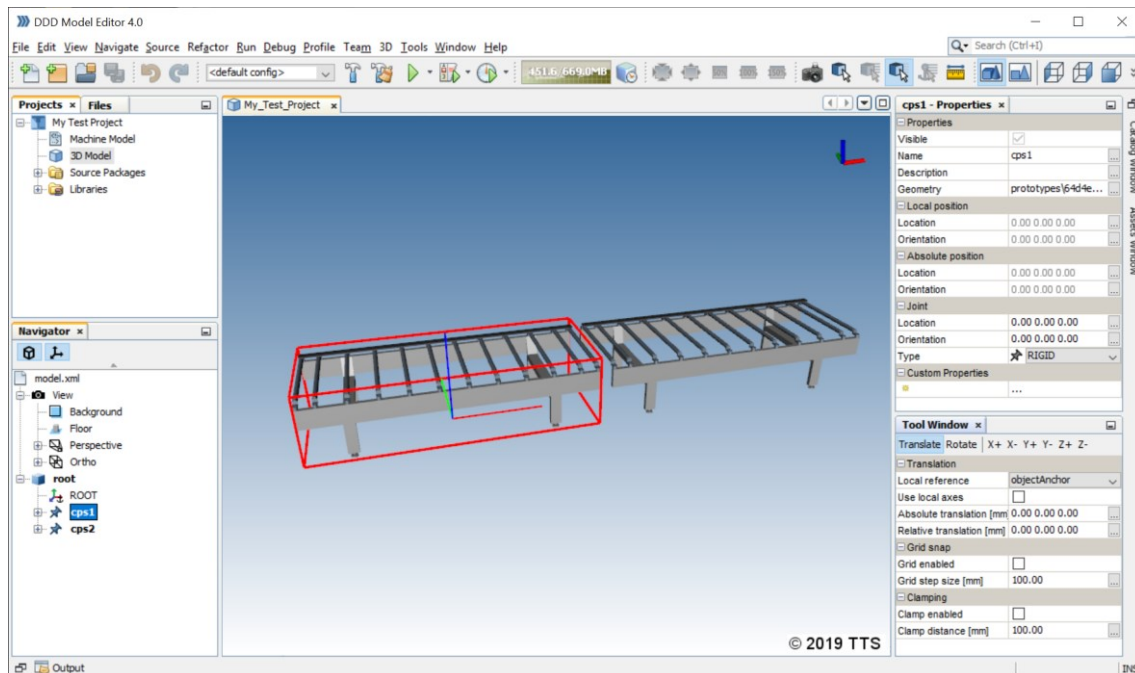 DDD Model Editor 4.0
File Edit View Navigate Source Refactor Run Debug Profile Team 3D Tools Window Help
Search (Ctrl+I)
<default config>
451.6/669.0MB
Projects Files
My Test Project
Machine Model
3D Model
Source Packages
Libraries
Navigator
model.xml
View
Background
Floor
Perspective
Ortho
root
ROOT
cps1
cps2
Output
My_Test_Project
© 2019 TTS
cps1 - Properties
Properties
Visible
Name cps1 ...
Description ...
Geometry prototypes\64d4e... ...
Local position
Location 0.00 0.00 0.00 ...
Orientation 0.00 0.00 0.00 ...
Absolute position
Location 0.00 0.00 0.00 ...
Orientation 0.00 0.00 0.00 ...
Joint
Location 0.00 0.00 0.00 ...
Orientation 0.00 0.00 0.00 ...
Type RIGID
Custom Properties
...
Tool Window
Translate Rotate X+ X- Y+ Y- Z+ Z-
Translation
Local reference objectAnchor
Use local axes
Absolute translation [mm 0.00 0.00 0.00 ...
Relative translation [mm] 0.00 0.00 0.00 ...
Grid snap
Grid enabled
Grid step size [mm] 100.00 ...
Clamping
Clamp enabled
Clamp distance [mm] 100.00 ...
Catalog Window
Assets Window
INS